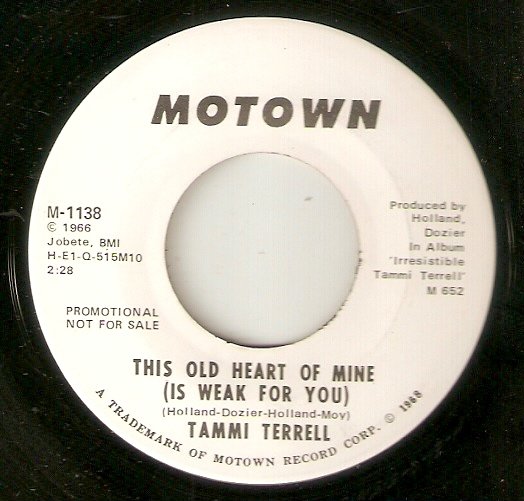 MOTOWN
M-1138
© 1966
Jobete, BMI
H-E1-Q-515M10
2:28
PROMOTIONAL
NOT FOR SALE
Produced by
Holland,
Dozier
In Album
'Irresistible
Tammi Terrell'
M 652
THIS OLD HEART OF MINE
(IS WEAK FOR YOU)
(Holland-Dozier-Holland-Moy)
TAMMI TERRELL
A TRADEMARK OF MOTOWN RECORD CORP. © 1968